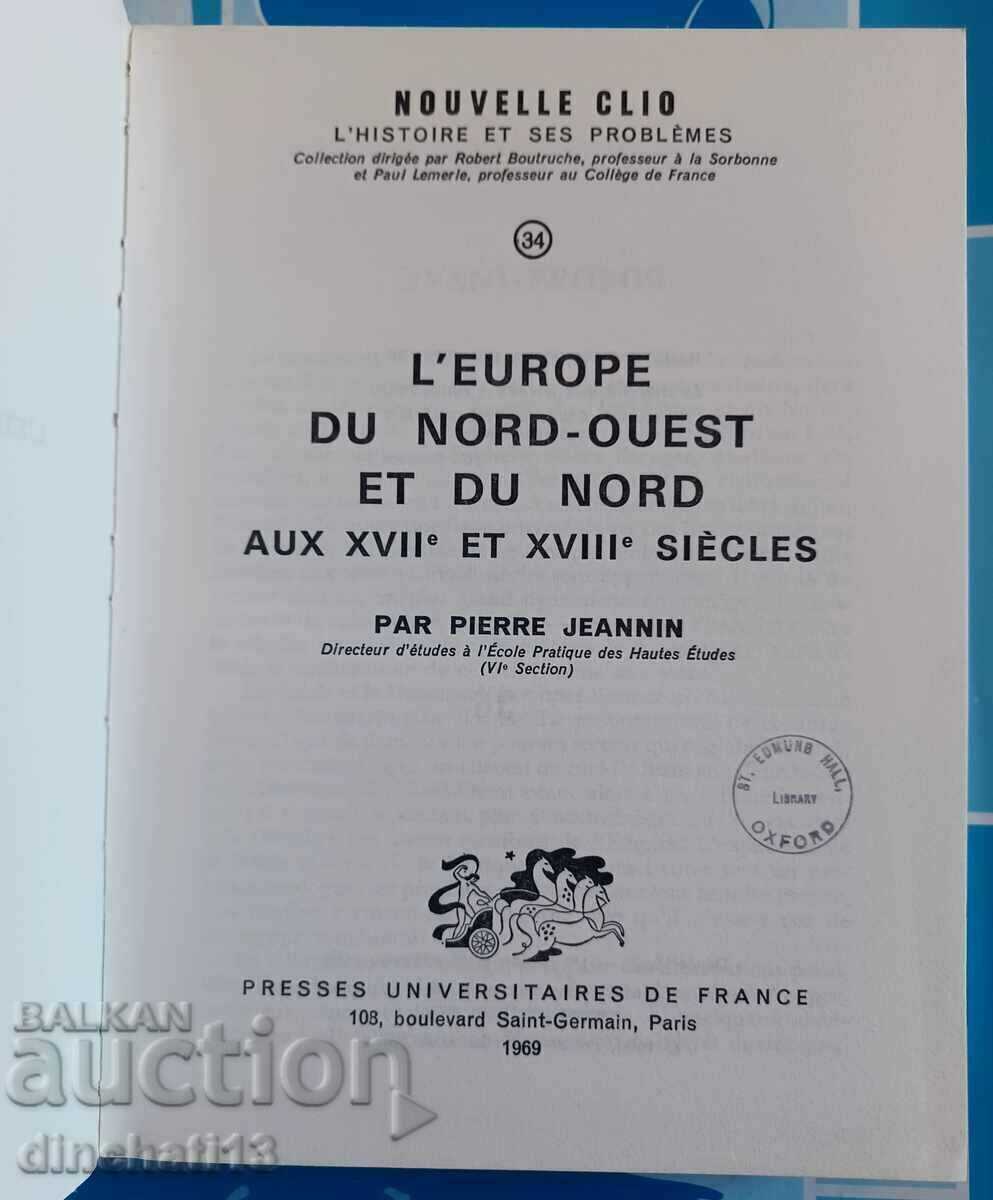 NOUVELLE CLIO
L'HISTOIRE ET SES PROBLÈMES
Collection dirigée par Robert Boutruche, professeur à la Sorbonne
et Paul Lemerle, professeur au Collège de France
34
L'EUROPE
DU NORD-OUEST
ET DU NORD
AUX XVIIe ET XVIIIe SIÈCLES
PAR PIERRE JEANNIN
Directeur d'études à l'École Pratique des Hautes Études
(VIe Section)
ST. EDMUND HALL,
LIBRARY
OXFORD
PRESSES UNIVERSITAIRES DE FRANCE
108, boulevard Saint-Germain, Paris
1969
BALKAN
auction
dinchati13